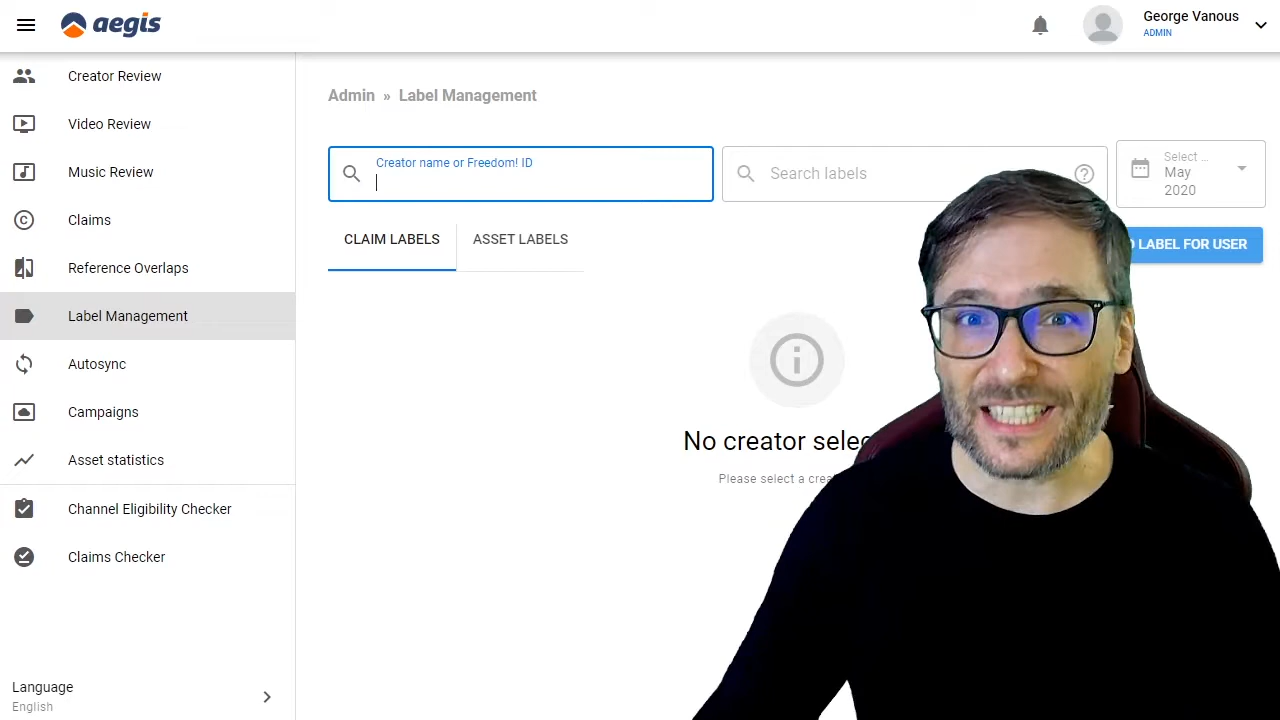 aegis
George Vanous
ADMIN
Creator Review
Video Review
Music Review
Claims
Reference Overlaps
Label Management
Autosync
Campaigns
Asset statistics
Channel Eligibility Checker
Claims Checker
Language
English
Admin » Label Management
Creator name or Freedom! ID
Search labels
Select ...
May
2020
CLAIM LABELS
ASSET LABELS
LABEL FOR USER
No creator
Please select a